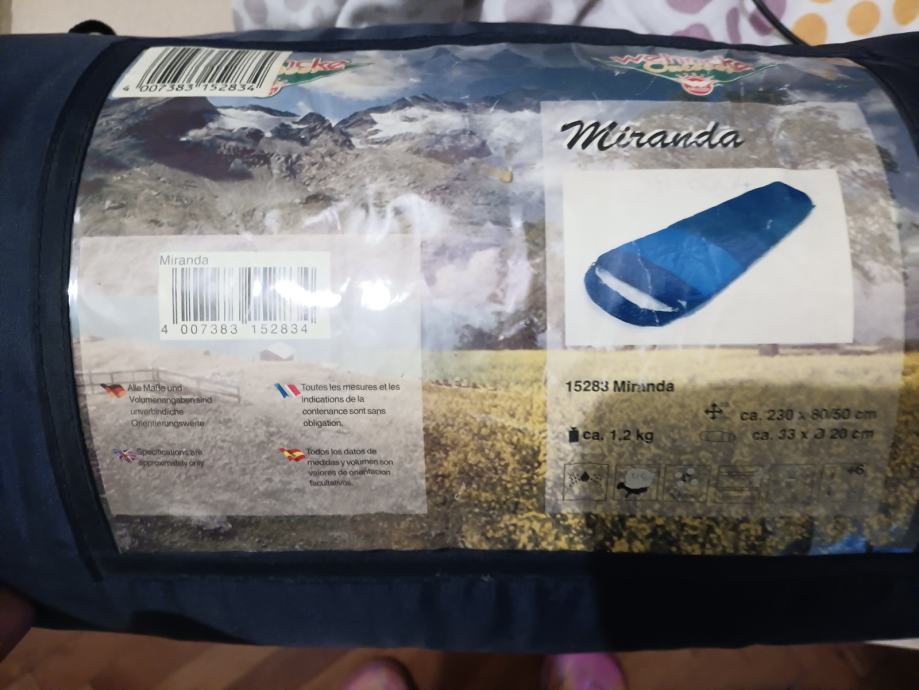 4 007383 152834
Miranda
Miranda
4 007383 152834
Alle Maße und
Volumenangaben sind
unverbindliche
Orientierungswerte
Toutes les mesures et les
indications de la
contenance sont sans
obligation.
Specifications are
approximately only
Todos los datos de
medidas y volumen son
valores de orientacion
facultativos.
15283 Miranda
ca. 230 x 80/50 cm
ca. 1,2 kg
ca. 33 x Ø 20 cm
+6